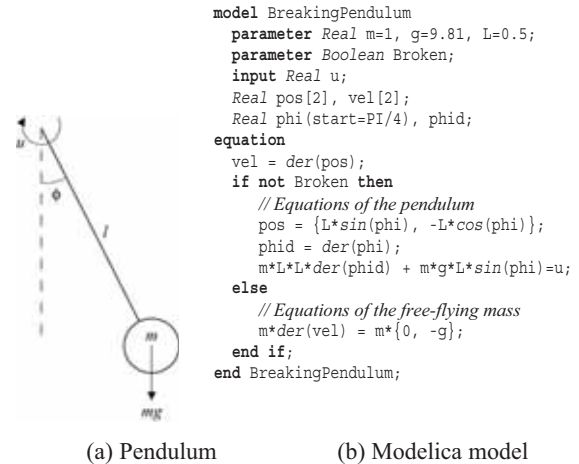 u
ϕ
l
m
mg
model BreakingPendulum
parameter Real m=1, g=9.81, L=0.5;
parameter Boolean Broken;
input Real u;
Real pos[2], vel[2];
Real phi(start=PI/4), phid;
equation
vel = der(pos);
if not Broken then
// Equations of the pendulum
pos = {L*sin(phi), -L*cos(phi)};
phid = der(phi);
m*L*L*der(phid) + m*g*L*sin(phi)=u;
else
// Equations of the free-flying mass
m*der(vel) = m*{0, -g};
end if;
end BreakingPendulum;
(a) Pendulum
(b) Modelica model